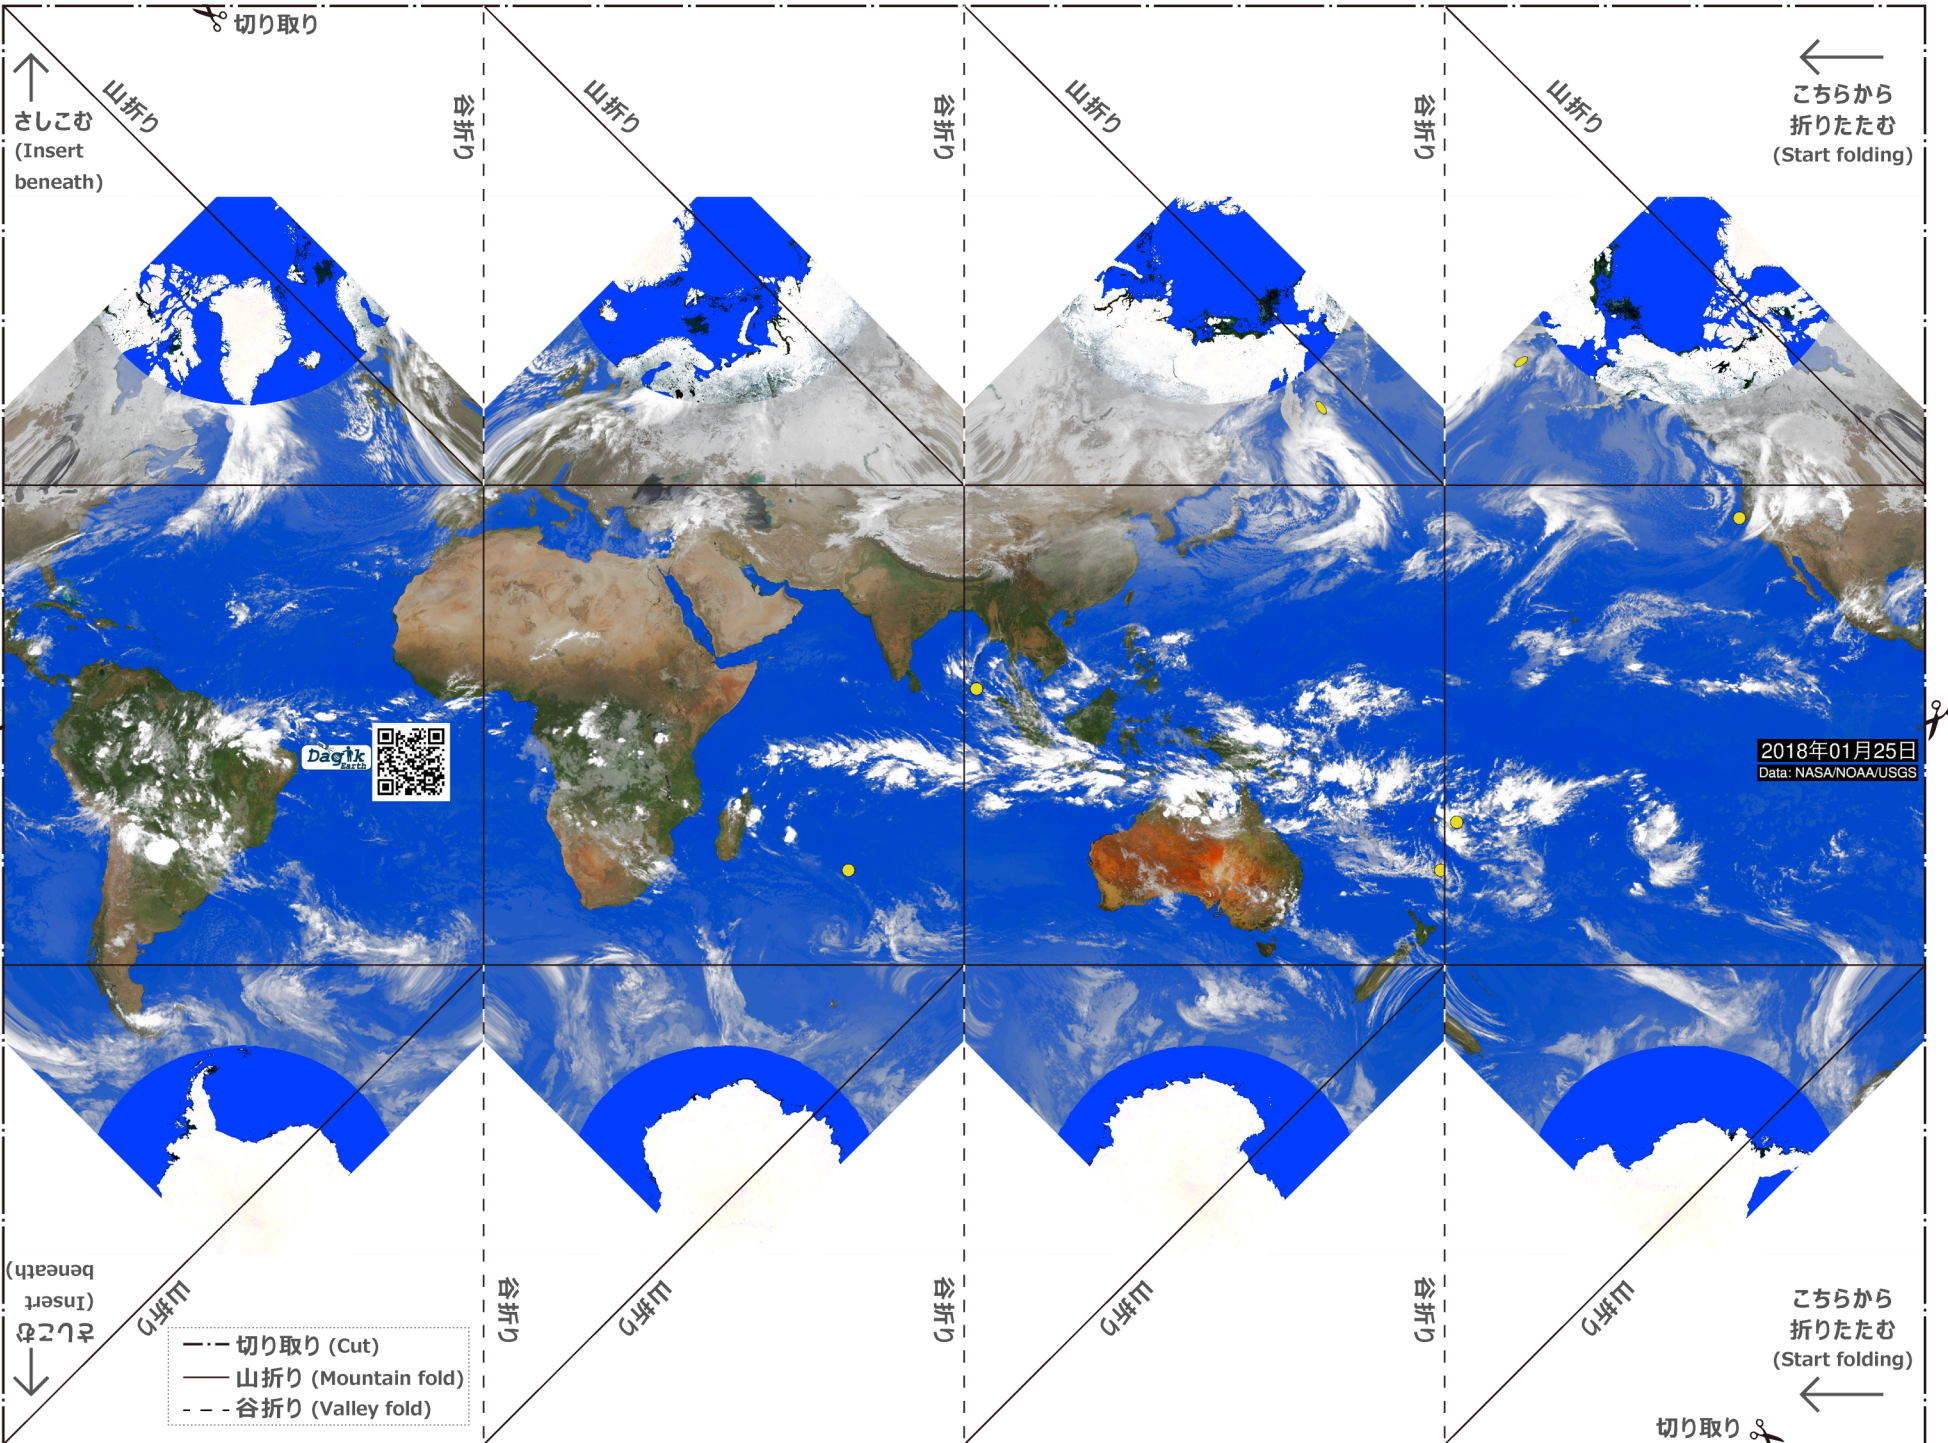 切り取り
山折り
谷折り
山折り
谷折り
山折り
谷折り
山折り
さしこむ
(Insert
beneath)
こちらから
折りたたむ
(Start folding)
Dagik
Earth
2018年01月25日
Data: NASA/NOAA/USGS
さしこむ
(Insert
beneath)
山折り
谷折り
山折り
谷折り
山折り
谷折り
山折り
こちらから
折りたたむ
(Start folding)
切り取り (Cut)
山折り (Mountain fold)
谷折り (Valley fold)
切り取り